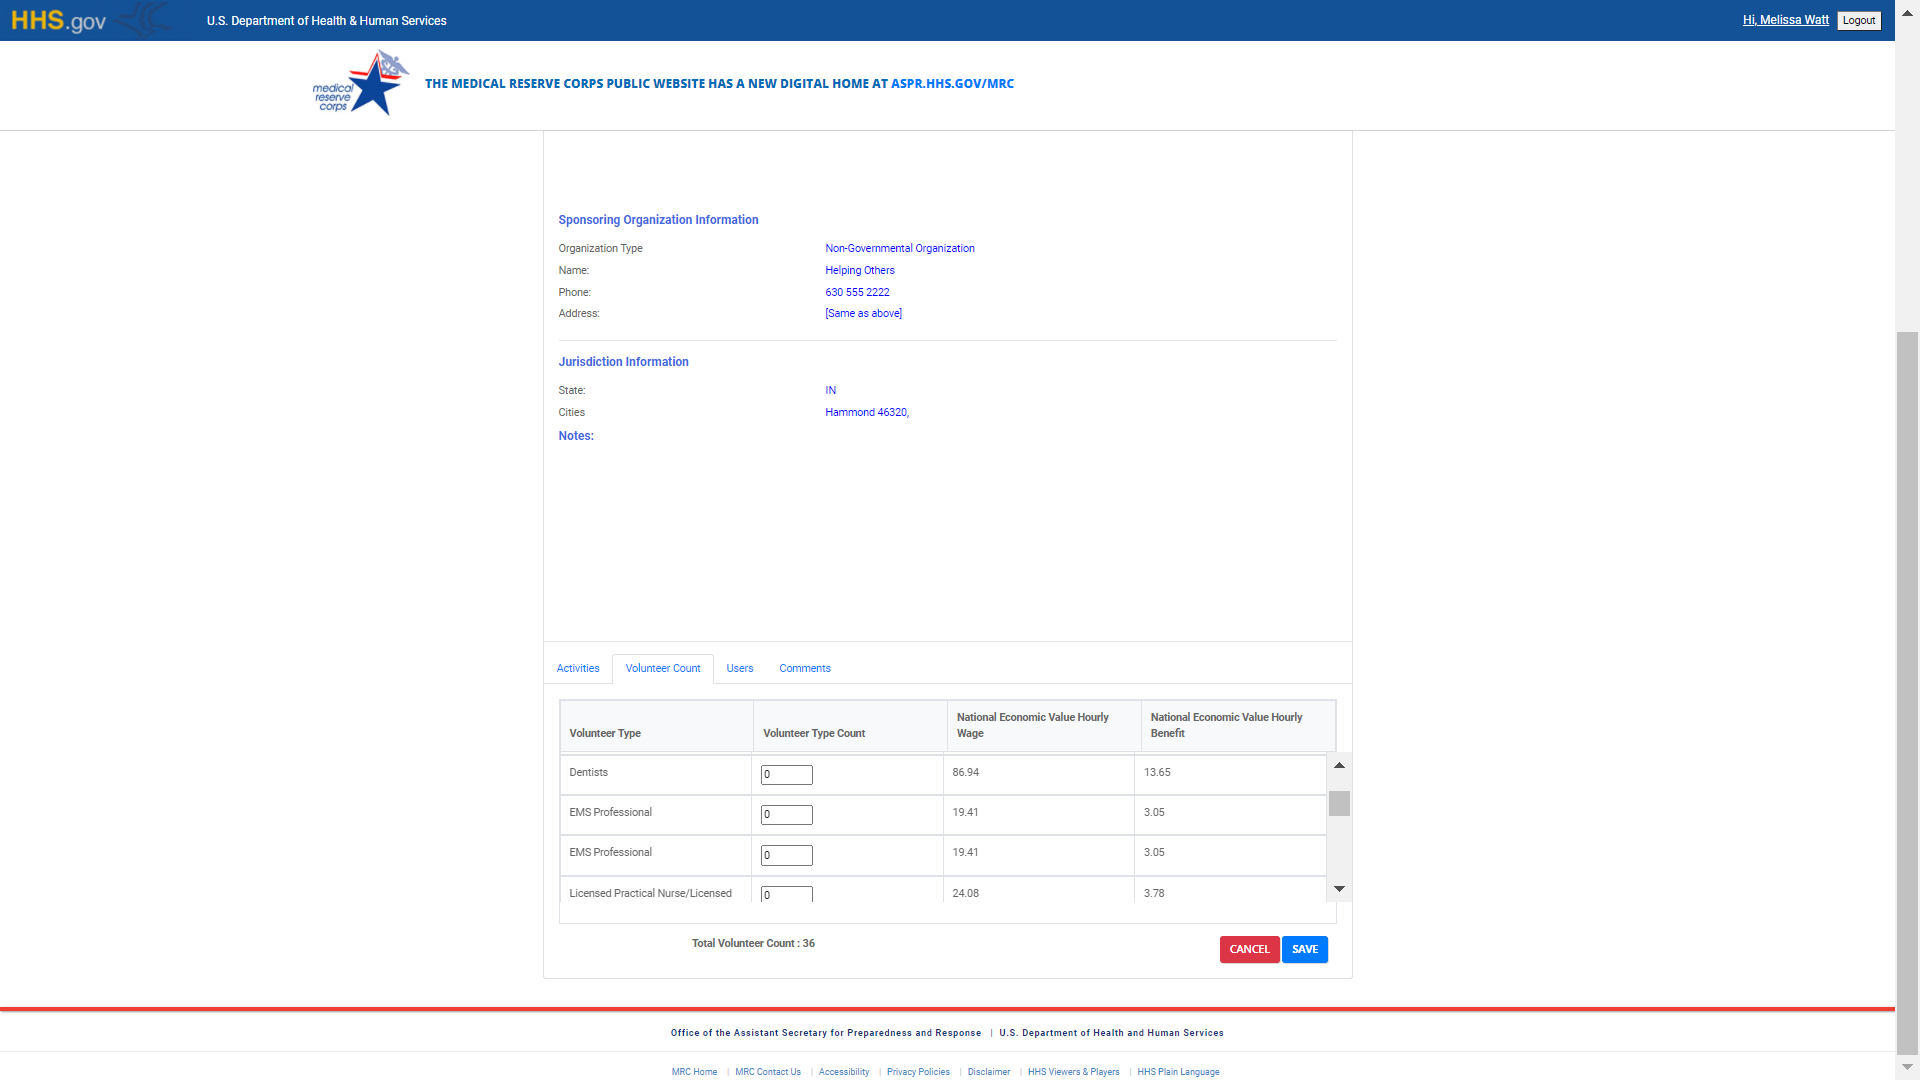 HHS.gov
U.S. Department of Health & Human Services
Hi, Melissa Watt
Logout
medical
reserve
corps
THE MEDICAL RESERVE CORPS PUBLIC WEBSITE HAS A NEW DIGITAL HOME AT ASPR.HHS.GOV/MRC
Sponsoring Organization Information
Organization Type Non-Governmental Organization
Name: Helping Others
Phone: 630 555 2222
Address: [Same as above]
Jurisdiction Information
State: IN
Cities Hammond 46320,
Notes:
Activities Volunteer Count Users Comments
Volunteer Type Volunteer Type Count National Economic Value Hourly Wage National Economic Value Hourly Benefit
Dentists 0 86.94 13.65
EMS Professional 0 19.41 3.05
EMS Professional 0 19.41 3.05
Licensed Practical Nurse/Licensed 0 24.08 3.78
Total Volunteer Count : 36
CANCEL SAVE
Office of the Assistant Secretary for Preparedness and Response | U.S. Department of Health and Human Services
MRC Home | MRC Contact Us | Accessibility | Privacy Policies | Disclaimer | HHS Viewers & Players | HHS Plain Language